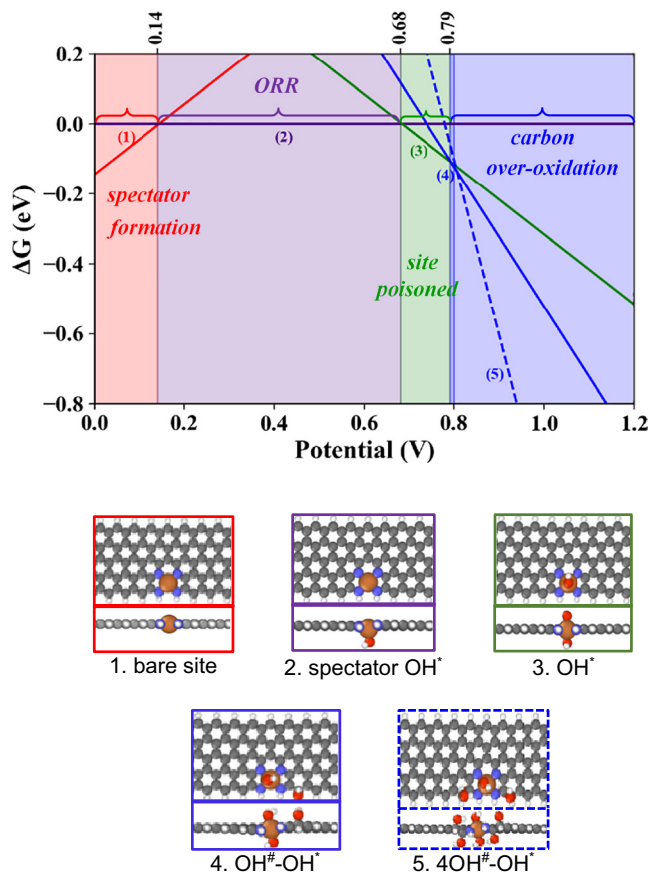 0.14
0.68
0.79
0.2
0.0
−0.2
−0.4
−0.6
−0.8
ΔG (eV)
ORR
(1)
(2)
(3)
(4)
(5)
spectator
formation
site
poisoned
carbon
over-oxidation
0.0 0.2 0.4 0.6 0.8 1.0 1.2
Potential (V)
1. bare site
2. spectator OH*
3. OH*
4. OH#-OH*
5. 4OH#-OH*